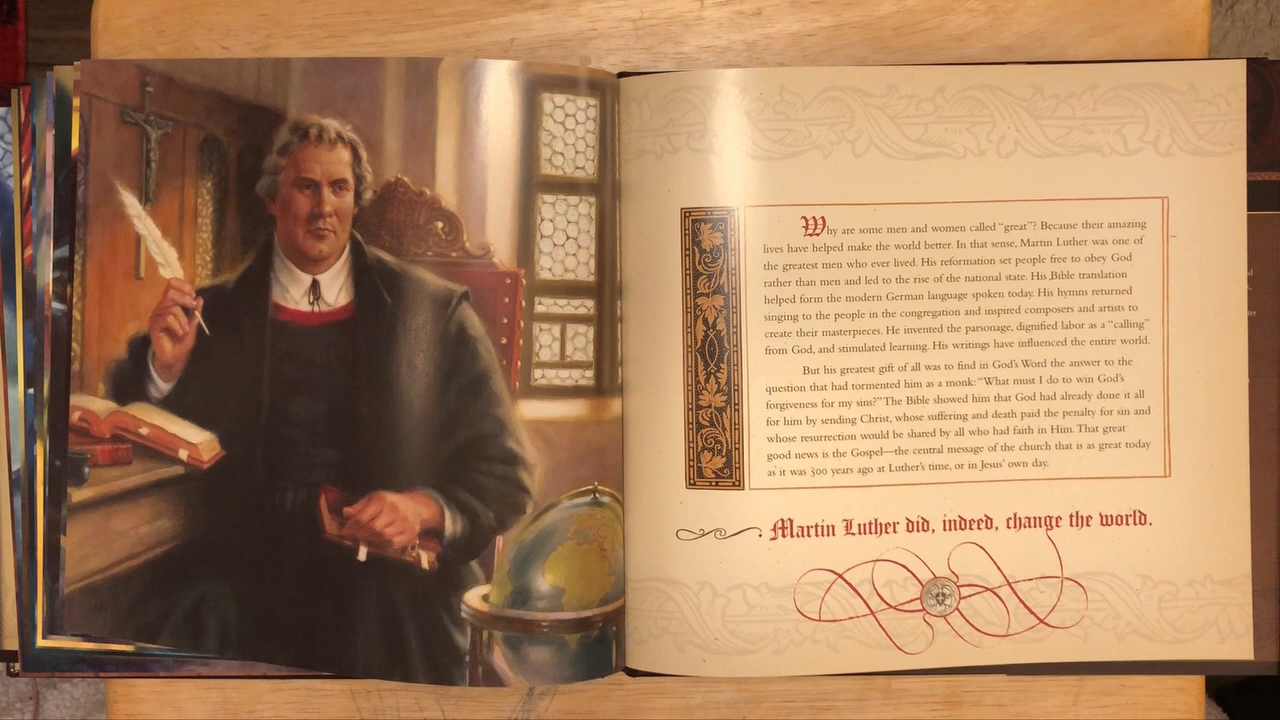 Why are some men and women called "great"? Because their amazing
lives have helped make the world better. In that sense, Martin Luther was one of
the greatest men who ever lived. His reformation set people free to obey God
rather than men and led to the rise of the national state. His Bible translation
helped form the modern German language spoken today. His hymns returned
singing to the people in the congregation and inspired composers and artists to
create their masterpieces. He invented the parsonage, dignified labor as a "calling"
from God, and stimulated learning. His writings have influenced the entire world.
But his greatest gift of all was to find in God's Word the answer to the
question that had tormented him as a monk: "What must I do to win God's
forgiveness for my sins?" The Bible showed him that God had already done it all
for him by sending Christ, whose suffering and death paid the penalty for sin and
whose resurrection would be shared by all who had faith in Him. That great
good news is the Gospel—the central message of the church that is as great today
as it was 500 years ago at Luther's time, or in Jesus' own day.
Martin Luther did, indeed, change the world.